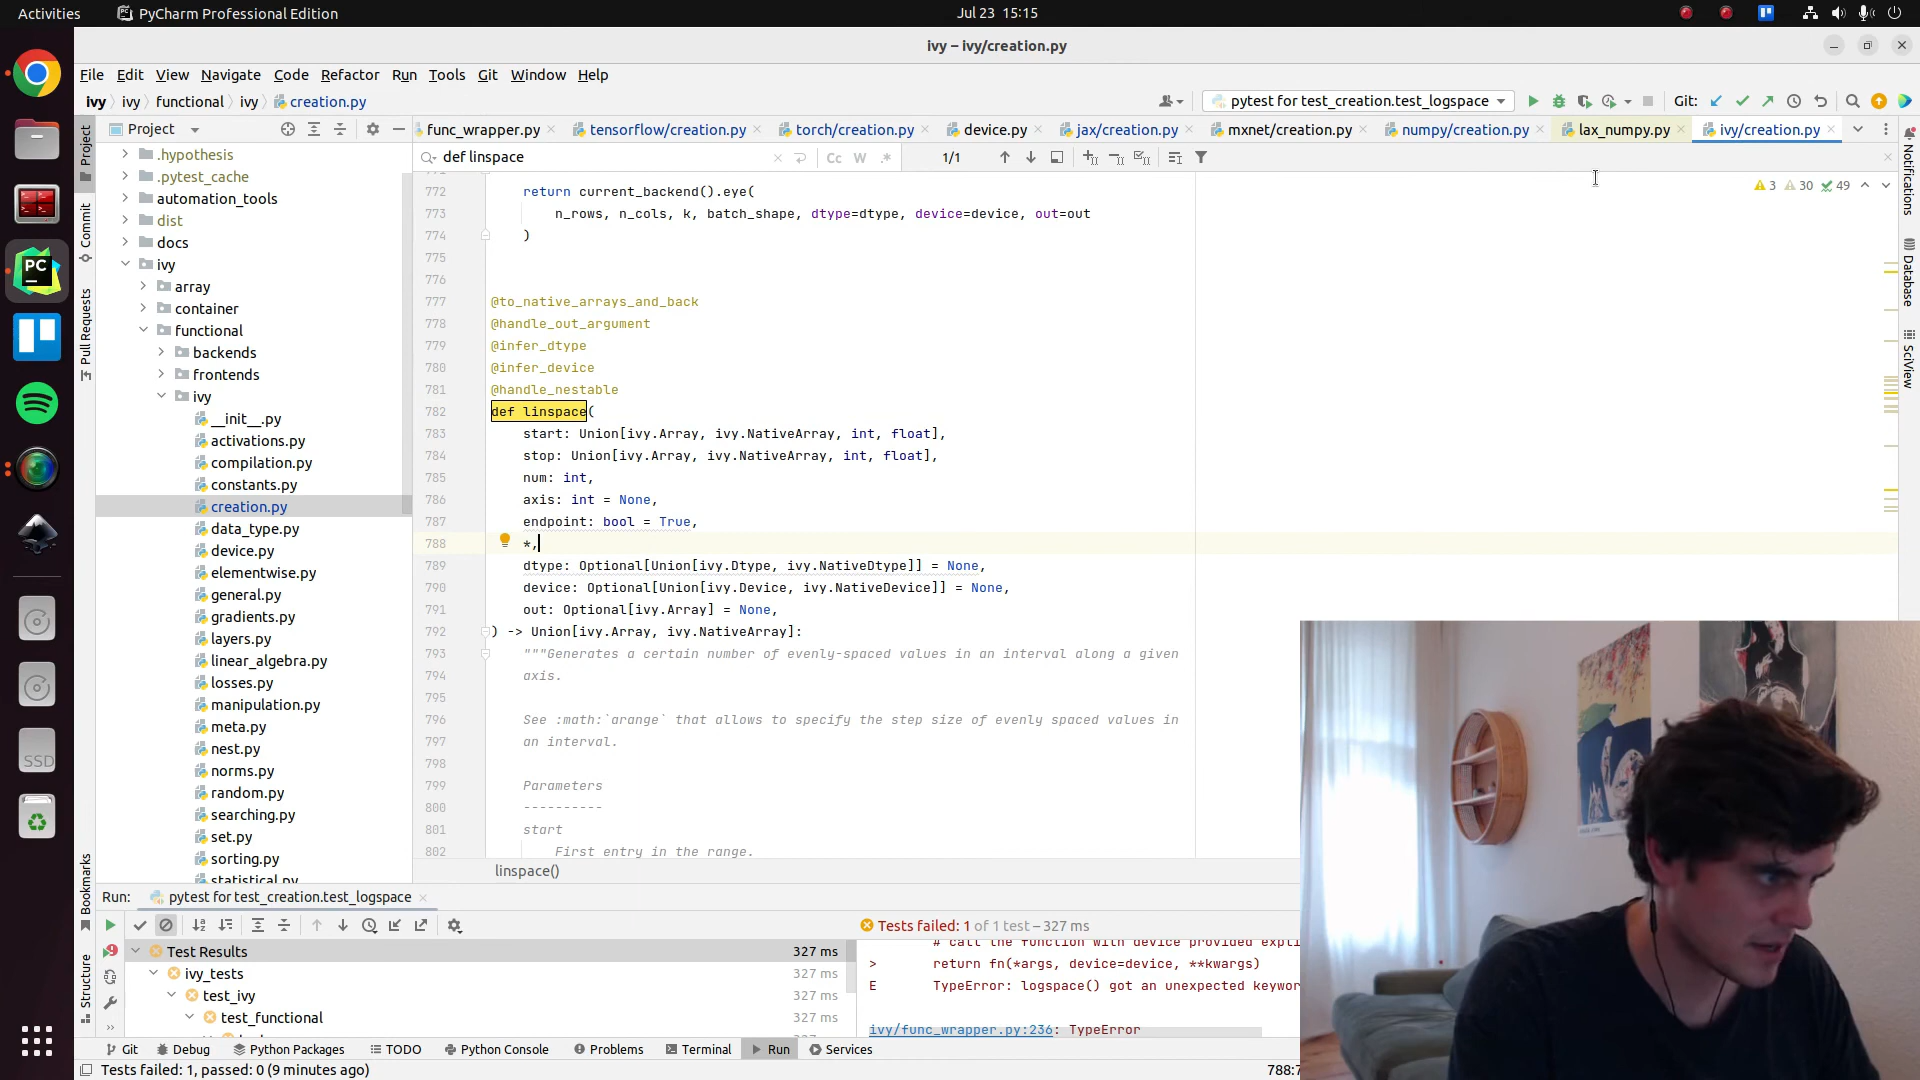 Activities
PyCharm Professional Edition
Jul 23 15:15
ivy – ivy/creation.py
File Edit View Navigate Code Refactor Run Tools Git Window Help
ivy ivy functional ivy creation.py
pytest for test_creation.test_logspace
Git:
Project
func_wrapper.py tensorflow/creation.py torch/creation.py device.py jax/creation.py mxnet/creation.py numpy/creation.py lax_numpy.py ivy/creation.py
def linspace
Cc W .*
1/1
3 30 49
.hypothesis
.pytest_cache
automation_tools
dist
docs
ivy
array
container
functional
backends
frontends
ivy
__init__.py
activations.py
compilation.py
constants.py
creation.py
data_type.py
device.py
elementwise.py
general.py
gradients.py
layers.py
linear_algebra.py
losses.py
manipulation.py
meta.py
nest.py
norms.py
random.py
searching.py
set.py
sorting.py
statistical.py
Project
Commit
Pull Requests
Bookmarks
Structure
Notifications
Database
SciView
PC
SSD
772 return current_backend().eye(
773 n_rows, n_cols, k, batch_shape, dtype=dtype, device=device, out=out
774 )
775
776
777 @to_native_arrays_and_back
778 @handle_out_argument
779 @infer_dtype
780 @infer_device
781 @handle_nestable
782 def linspace(
783 start: Union[ivy.Array, ivy.NativeArray, int, float],
784 stop: Union[ivy.Array, ivy.NativeArray, int, float],
785 num: int,
786 axis: int = None,
787 endpoint: bool = True,
788 *,
789 dtype: Optional[Union[ivy.Dtype, ivy.NativeDtype]] = None,
790 device: Optional[Union[ivy.Device, ivy.NativeDevice]] = None,
791 out: Optional[ivy.Array] = None,
792 ) -> Union[ivy.Array, ivy.NativeArray]:
793 """Generates a certain number of evenly-spaced values in an interval along a given
794 axis.
795
796 See :math:`arange` that allows to specify the step size of evenly spaced values in
797 an interval.
798
799 Parameters
800 ----------
801 start
802 First entry in the range.
linspace()
Run: pytest for test_creation.test_logspace
Tests failed: 1 of 1 test – 327 ms
Test Results 327 ms
ivy_tests 327 ms
test_ivy 327 ms
test_functional 327 ms
# call the function with device provided expli
> return fn(*args, device=device, **kwargs)
E TypeError: logspace() got an unexpected keywor
ivy/func_wrapper.py:236: TypeError
Git Debug Python Packages TODO Python Console Problems Terminal Run Services
Tests failed: 1, passed: 0 (9 minutes ago)
788:7